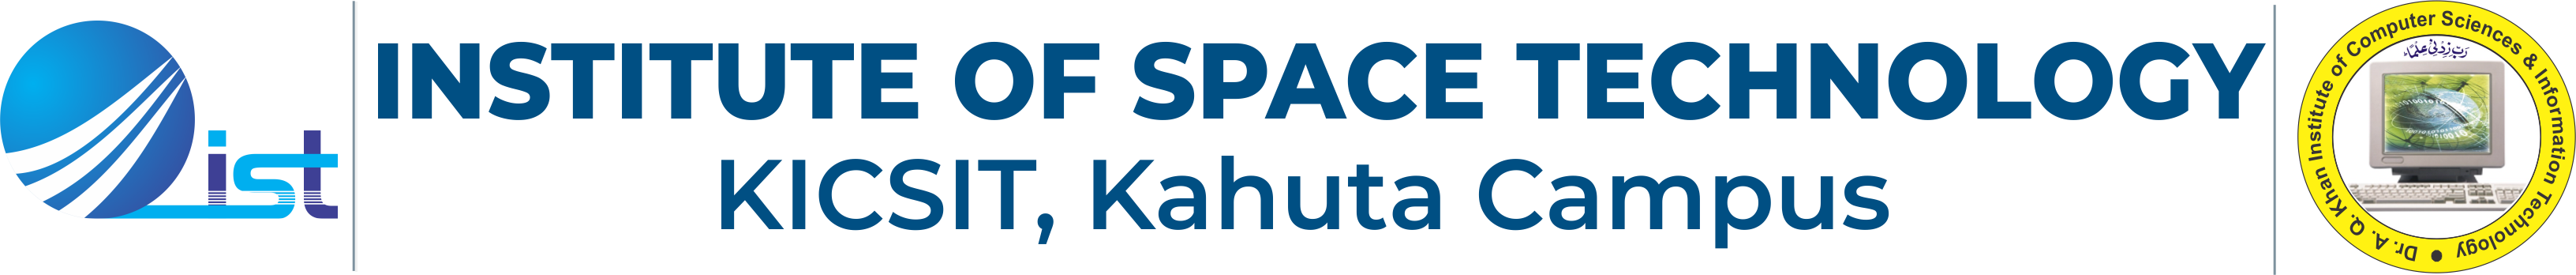 ist
INSTITUTE OF SPACE TECHNOLOGY
KICSIT, Kahuta Campus
Dr. A. Q. Khan Institute of Computer Sciences & Information Technology
رَبِّ زِدْنِیْ عِلْمًا